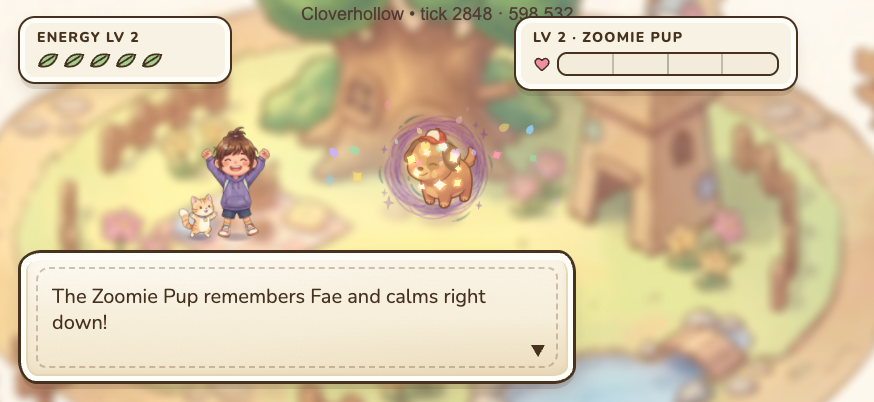 Cloverhollow • tick 2848 · 598,532
ENERGY LV 2
LV 2 · ZOOMIE PUP
The Zoomie Pup remembers Fae and calms right
down!